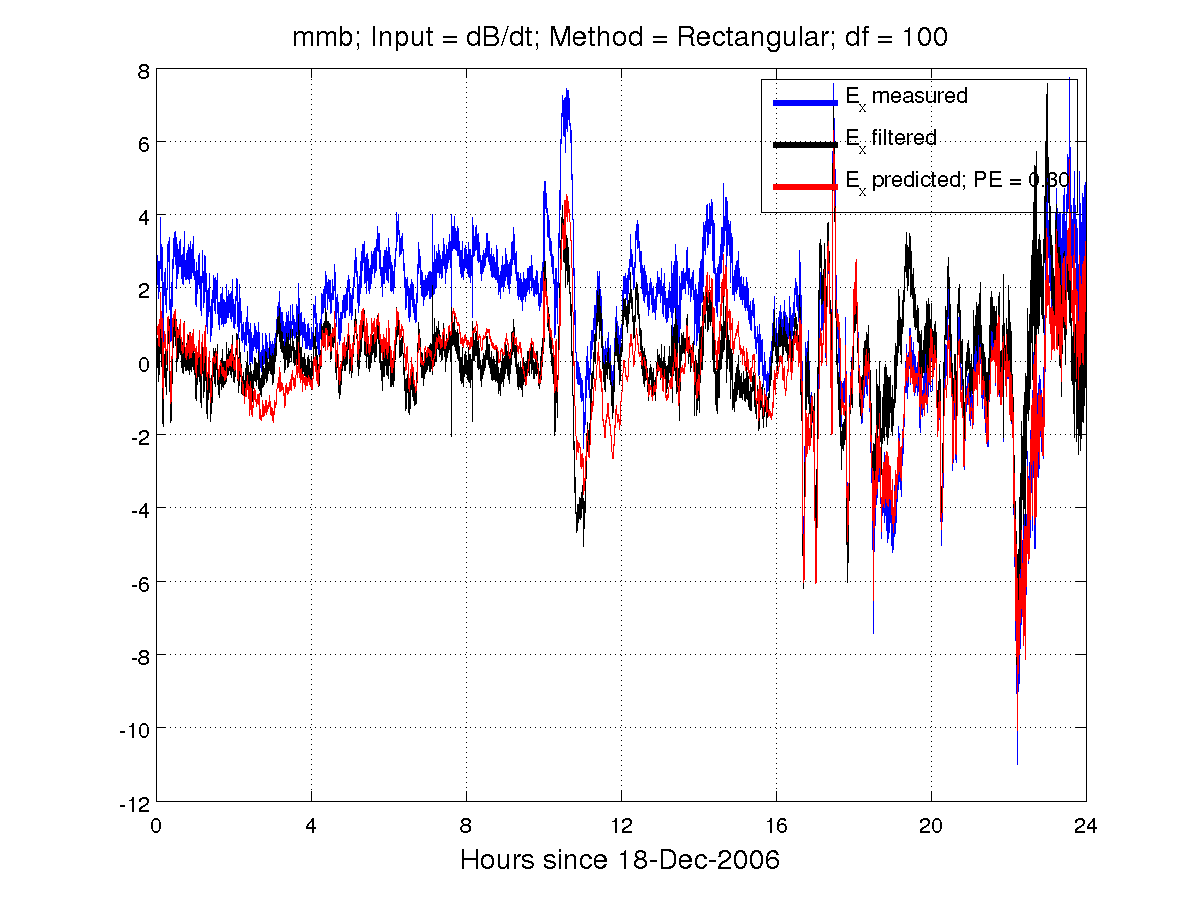 mmb; Input = dB/dt; Method = Rectangular; df = 100
8
6
4
2
0
-2
-4
-6
-8
-10
-12
Ex measured
Ex filtered
Ex predicted; PE = 0.30
0 4 8 12 16 20 24
Hours since 18-Dec-2006